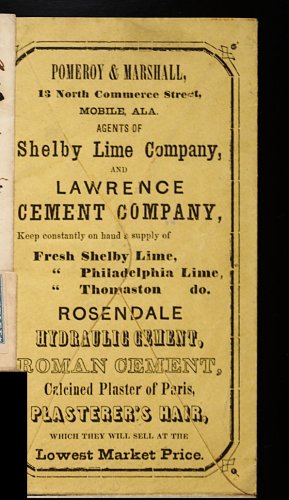 POMEROY & MARSHALL,
13 North Commerce Street,
MOBILE, ALA.
AGENTS OF
Shelby Lime Company,
AND
LAWRENCE
CEMENT COMPANY,
Keep constantly on hand a supply of
Fresh Shelby Lime,
“ Philadelphia Lime,
“ Thomaston do.
ROSENDALE
HYDRAULIC CEMENT,
ROMAN CEMENT,
Calcined Plaster of Paris,
PLASTERER'S HAIR,
WHICH THEY WILL SELL AT THE
Lowest Market Price.